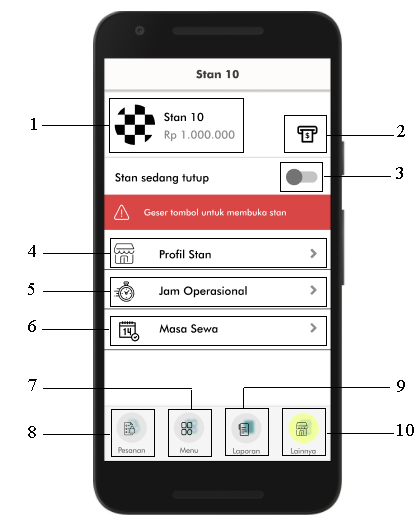 Stan 10
1
Stan 10
Rp 1.000.000
$
2
Stan sedang tutup
3
Geser tombol untuk membuka stan
4
Profil Stan
5
Jam Operasional
6
14
Masa Sewa
7
9
8
Pesanan
Menu
Laporan
Lainnya
10